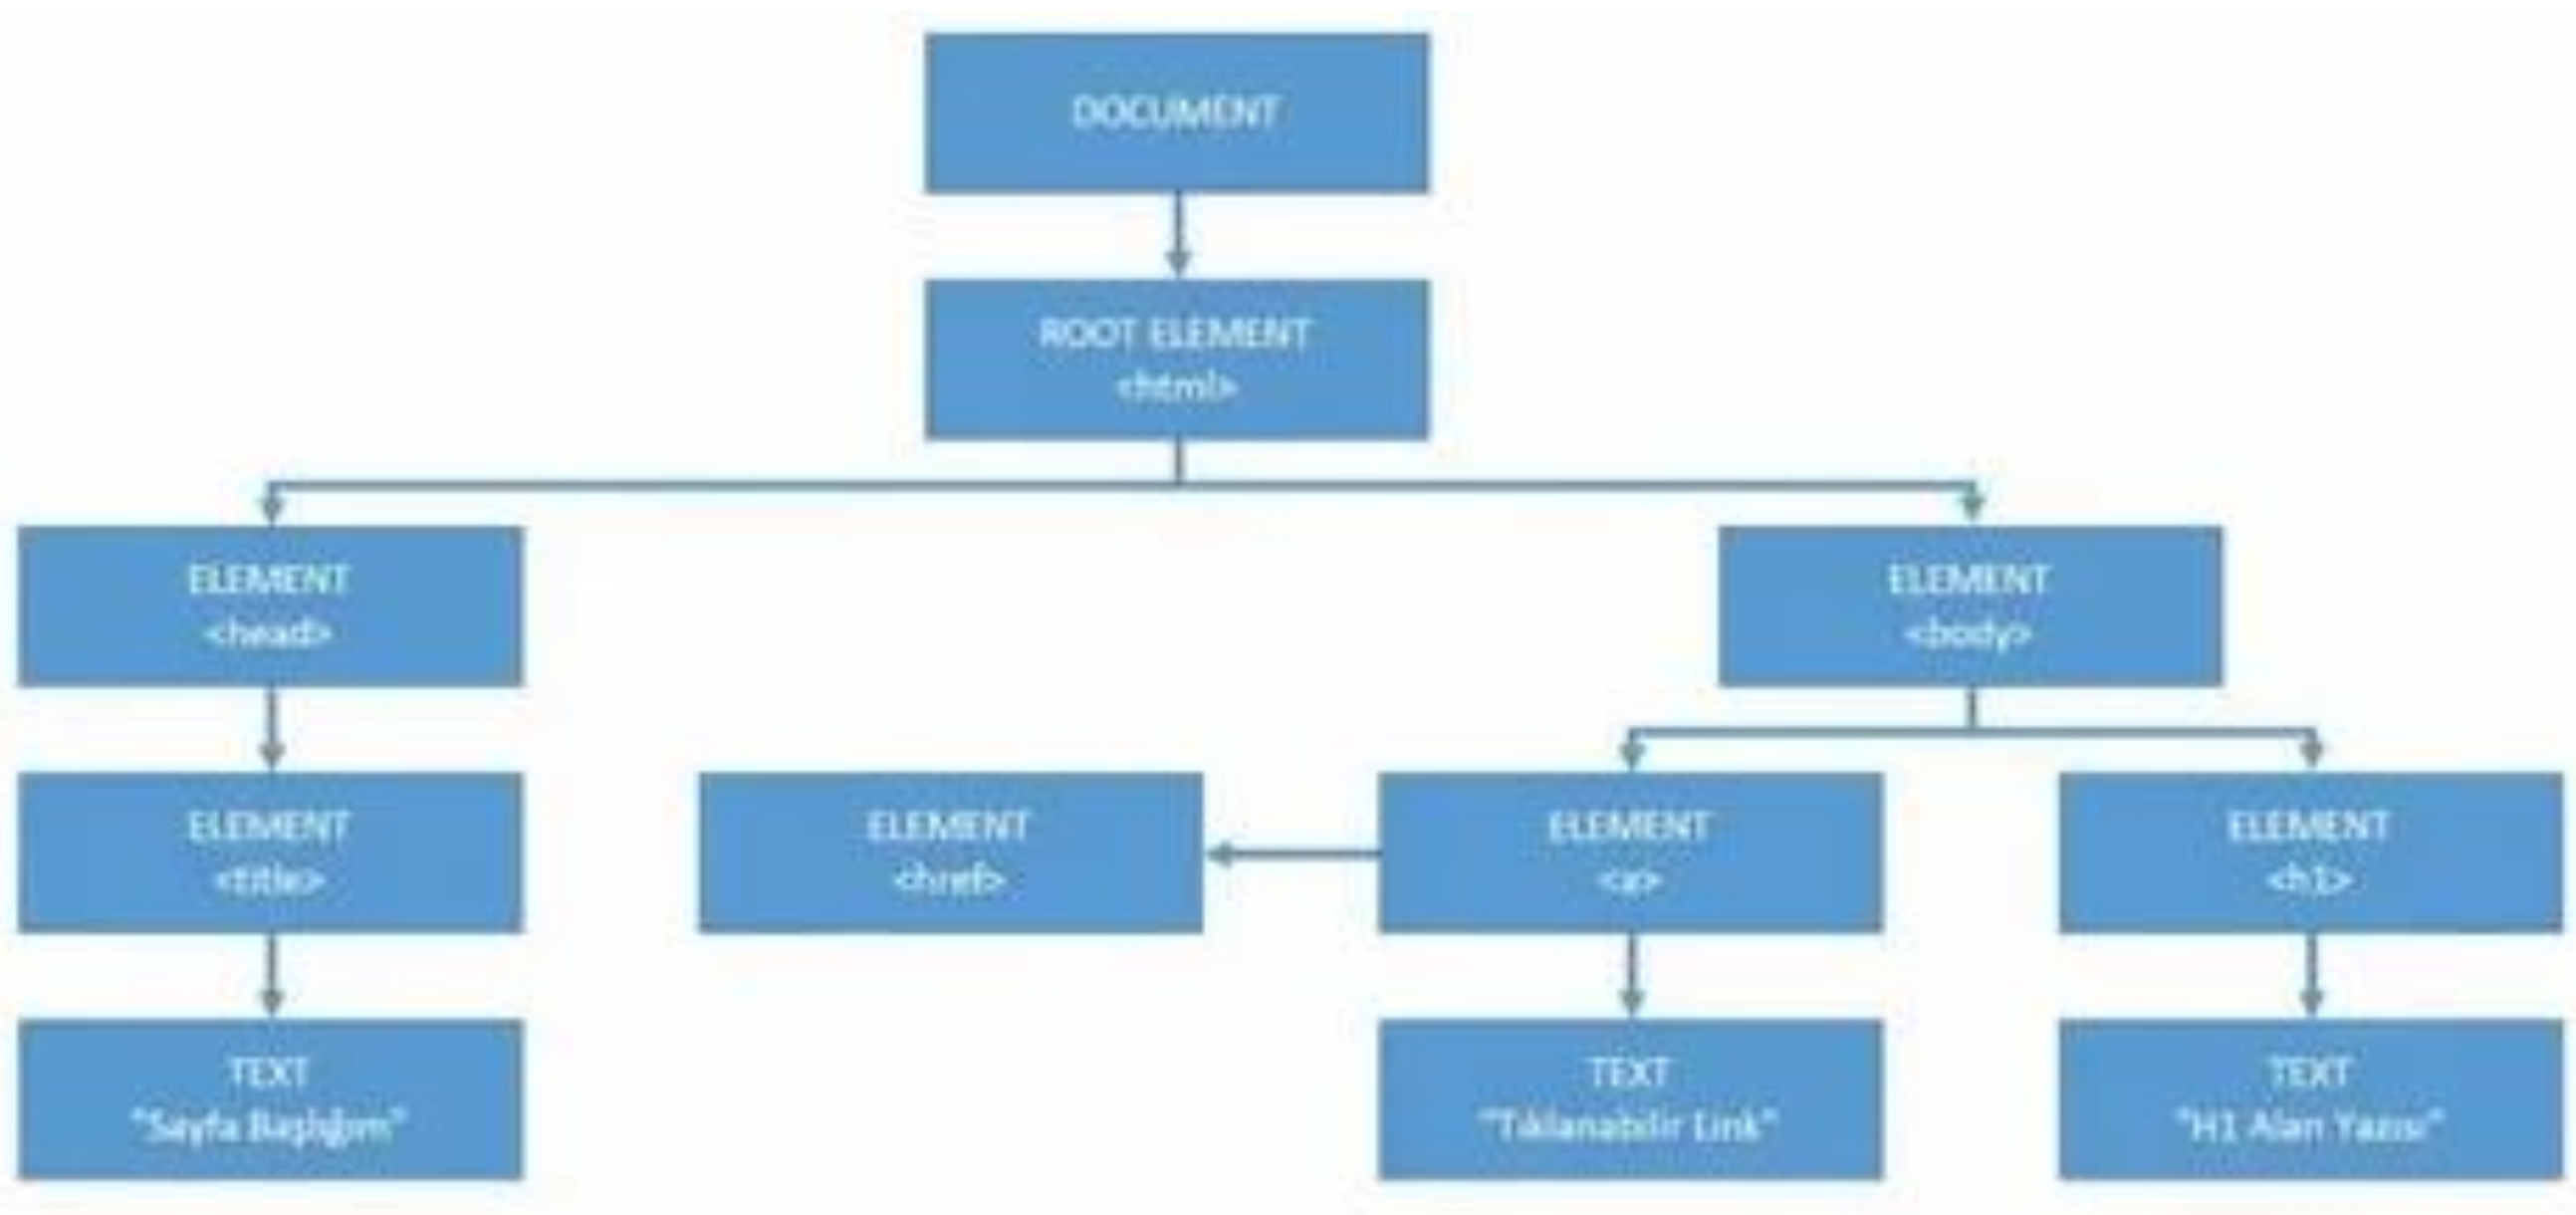 DOCUMENT
ROOT ELEMENT
<html>
ELEMENT
<head>
ELEMENT
<body>
ELEMENT
<title>
ELEMENT
<href>
ELEMENT
<a>
ELEMENT
<h1>
TEXT
"Sayfa Başlığım"
TEXT
"Tıklanabilir Link"
TEXT
"H1 Alan Yazısı"